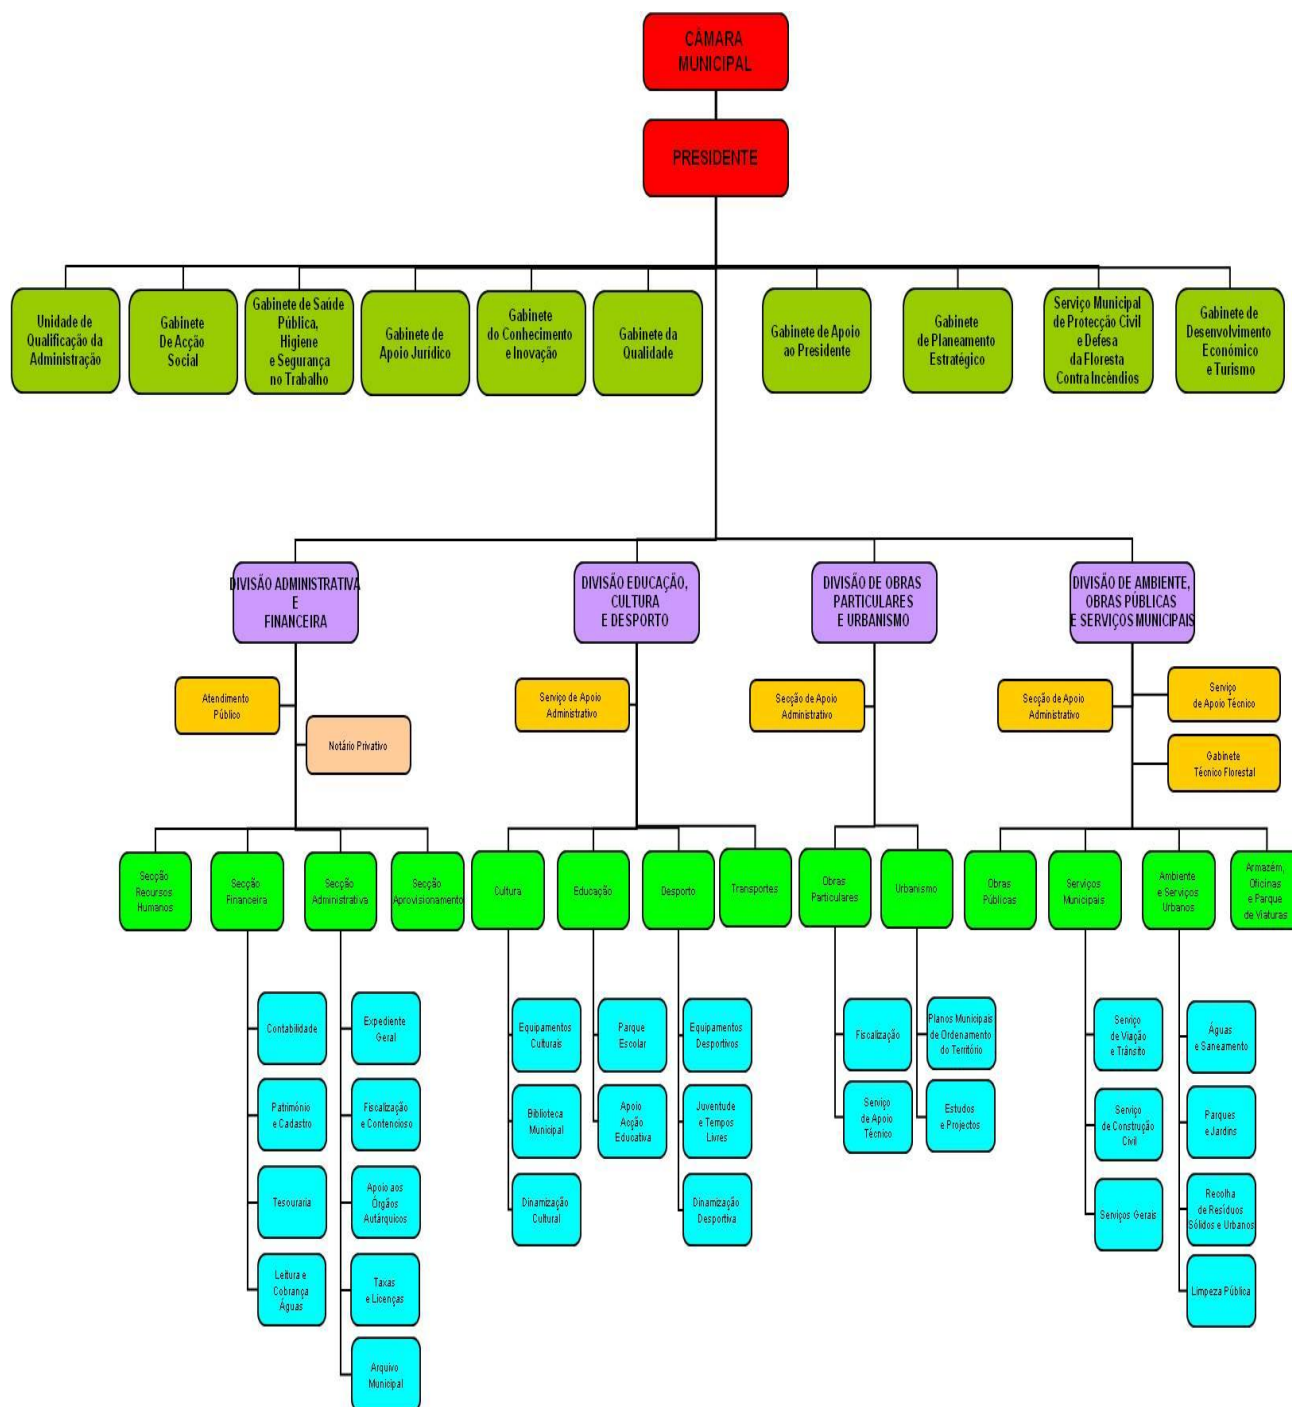 CÂMARA
MUNICIPAL
PRESIDENTE
Unidade de
Qualificação da
Administração
Gabinete
De Acção
Social
Gabinete de Saúde
Pública,
Higiene
e Segurança
no Trabalho
Gabinete de
Apoio Jurídico
Gabinete
do Conhecimento
e Inovação
Gabinete da
Qualidade
Gabinete de Apoio
ao Presidente
Gabinete
de Planeamento
Estratégico
Serviço Municipal
de Protecção Civil
e Defesa
da Floresta
Contra Incêndios
Gabinete de
Desenvolvimento
Económico
e Turismo
DIVISÃO ADMINISTRATIVA
E
FINANCEIRA
DIVISÃO EDUCAÇÃO,
CULTURA
E DESPORTO
DIVISÃO DE OBRAS
PARTICULARES
E URBANISMO
DIVISÃO DE AMBIENTE,
OBRAS PÚBLICAS
E SERVIÇOS MUNICIPAIS
Atendimento
Público
Notário Privativo
Serviço de Apoio
Administrativo
Secção de Apoio
Administrativo
Secção de Apoio
Administrativo
Serviço
de Apoio Técnico
Gabinete
Técnico Florestal
Secção
Recursos
Humanos
Secção
Financeira
Secção
Administrativa
Secção
Aprovisionamento
Cultura
Educação
Desporto
Transportes
Obras
Particulares
Urbanismo
Obras
Públicas
Serviços
Municipais
Ambiente
e Serviços
Urbanos
Armazém,
Oficinas
e Parque
de Viaturas
Contabilidade
Património
e Cadastro
Tesouraria
Leitura e
Cobrança
Águas
Expediente
Geral
Fiscalização
e Contencioso
Apoio aos
Órgãos
Autárquicos
Taxas
e Licenças
Arquivo
Municipal
Equipamentos
Culturais
Biblioteca
Municipal
Dinamização
Cultural
Parque
Escolar
Apoio
Acção
Educativa
Equipamentos
Desportivos
Juventude
e Tempos
Livres
Dinamização
Desportiva
Fiscalização
Serviço
de Apoio
Técnico
Planos Municipais
de Ordenamento
do Território
Estudos
e Projectos
Serviço
de Viação
e Trânsito
Serviço
de Construção
Civil
Serviços Gerais
Águas
e Saneamento
Parques
e Jardins
Recolha
de Resíduos
Sólidos e Urbanos
Limpeza Pública